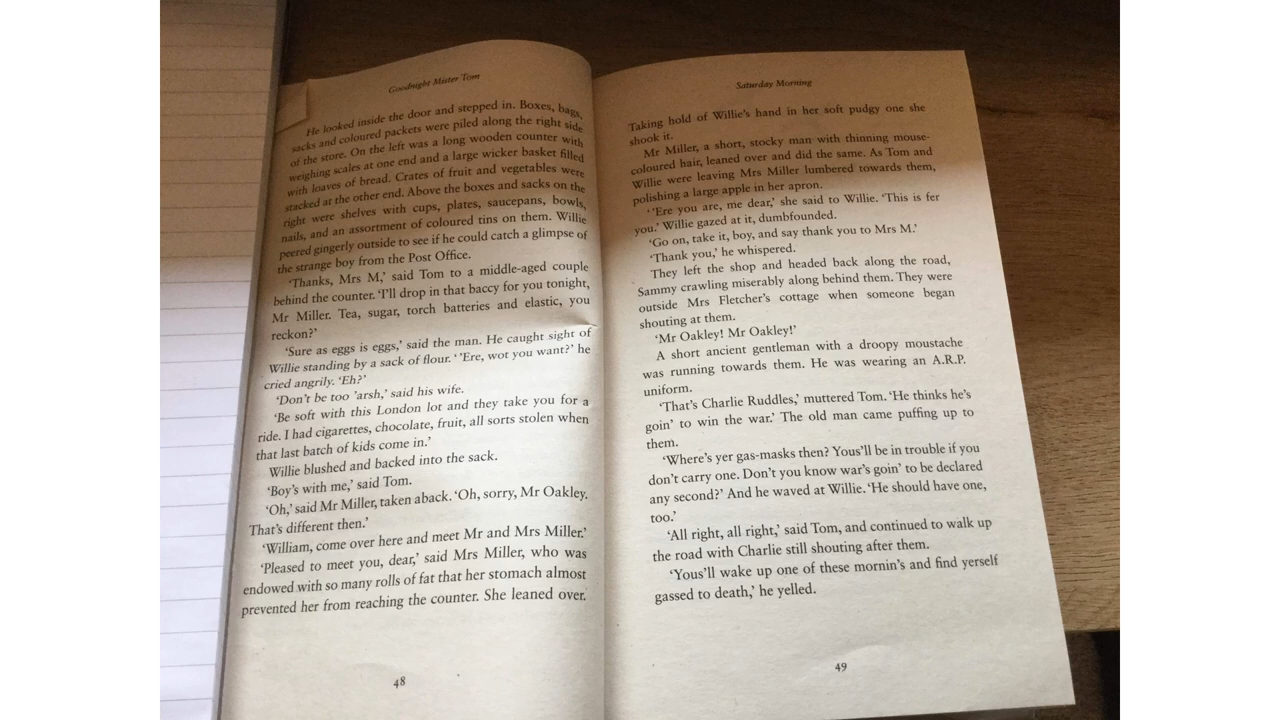 Goodnight Mister Tom
He looked inside the door and stepped in. Boxes, bags,
sacks and coloured packets were piled along the right side
of the store. On the left was a long wooden counter with
weighing scales at one end and a large wicker basket filled
with loaves of bread. Crates of fruit and vegetables were
stacked at the other end. Above the boxes and sacks on the
right were shelves with cups, plates, saucepans, bowls,
nails, and an assortment of coloured tins on them. Willie
peered gingerly outside to see if he could catch a glimpse of
the strange boy from the Post Office.
‘Thanks, Mrs M,’ said Tom to a middle-aged couple
behind the counter. ‘I’ll drop in that baccy for you tonight,
Mr Miller. Tea, sugar, torch batteries and elastic, you
reckon?’
‘Sure as eggs is eggs,’ said the man. He caught sight of
Willie standing by a sack of flour. ‘’Ere, wot you want?’ he
cried angrily. ‘Eh?’
‘Don’t be too ’arsh,’ said his wife.
‘Be soft with this London lot and they take you for a
ride. I had cigarettes, chocolate, fruit, all sorts stolen when
that last batch of kids come in.’
Willie blushed and backed into the sack.
‘Boy’s with me,’ said Tom.
‘Oh,’ said Mr Miller, taken aback. ‘Oh, sorry, Mr Oakley.
That’s different then.’
‘William, come over here and meet Mr and Mrs Miller.’
‘Pleased to meet you, dear,’ said Mrs Miller, who was
endowed with so many rolls of fat that her stomach almost
prevented her from reaching the counter. She leaned over.
48
Saturday Morning
Taking hold of Willie’s hand in her soft pudgy one she
shook it.
Mr Miller, a short, stocky man with thinning mouse-
coloured hair, leaned over and did the same. As Tom and
Willie were leaving Mrs Miller lumbered towards them,
polishing a large apple in her apron.
‘’Ere you are, me dear,’ she said to Willie. ‘This is fer
you.’ Willie gazed at it, dumbfounded.
‘Go on, take it, boy, and say thank you to Mrs M.’
‘Thank you,’ he whispered.
They left the shop and headed back along the road,
Sammy crawling miserably along behind them. They were
outside Mrs Fletcher’s cottage when someone began
shouting at them.
‘Mr Oakley! Mr Oakley!’
A short ancient gentleman with a droopy moustache
was running towards them. He was wearing an A.R.P.
uniform.
‘That’s Charlie Ruddles,’ muttered Tom. ‘He thinks he’s
goin’ to win the war.’ The old man came puffing up to
them.
‘Where’s yer gas-masks then? Yous’ll be in trouble if you
don’t carry one. Don’t you know war’s goin’ to be declared
any second?’ And he waved at Willie. ‘He should have one,
too.’
‘All right, all right,’ said Tom, and continued to walk up
the road with Charlie still shouting after them.
‘Yous’ll wake up one of these mornin’s and find yerself
gassed to death,’ he yelled.
49